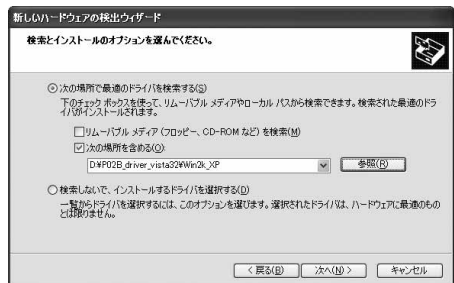 新しいハードウェアの検出ウィザード
検索とインストールのオプションを選んでください。
次の場所で最適のドライバを検索する(S)
下のチェック ボックスを使って、リムーバブル メディアやローカル パスから検索できます。検索された最適のドラ
イバがインストールされます。
リムーバブル メディア (フロッピー、CD-ROM など) を検索(M)
次の場所を含める(O):
D:¥P02B_driver_vista32¥Win2k_XP
参照(R)
検索しないで、インストールするドライバを選択する(D)
一覧からドライバを選択するには、このオプションを選びます。選択されたドライバは、ハードウェアに最適のもの
とは限りません。
< 戻る(B) 次へ(N) > キャンセル